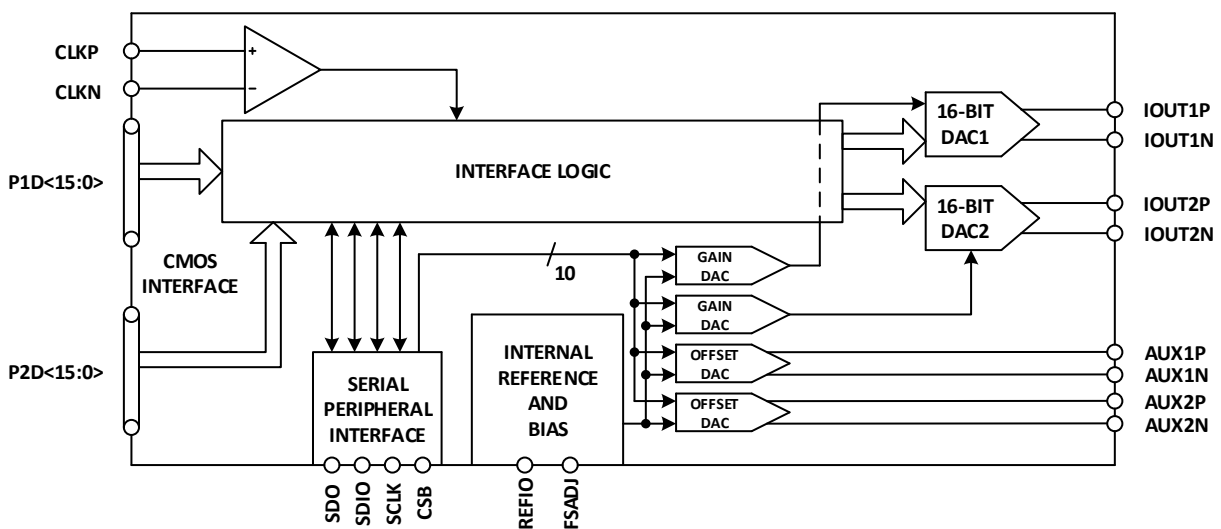 CLKP
CLKN
+
−
P1D<15:0>
CMOS
INTERFACE
P2D<15:0>
INTERFACE LOGIC
16-BIT
DAC1
16-BIT
DAC2
IOUT1P
IOUT1N
IOUT2P
IOUT2N
10
GAIN
DAC
GAIN
DAC
OFFSET
DAC
OFFSET
DAC
AUX1P
AUX1N
AUX2P
AUX2N
SERIAL
PERIPHERAL
INTERFACE
INTERNAL
REFERENCE
AND
BIAS
SDO
SDIO
SCLK
CSB
REFIO
FSADJ